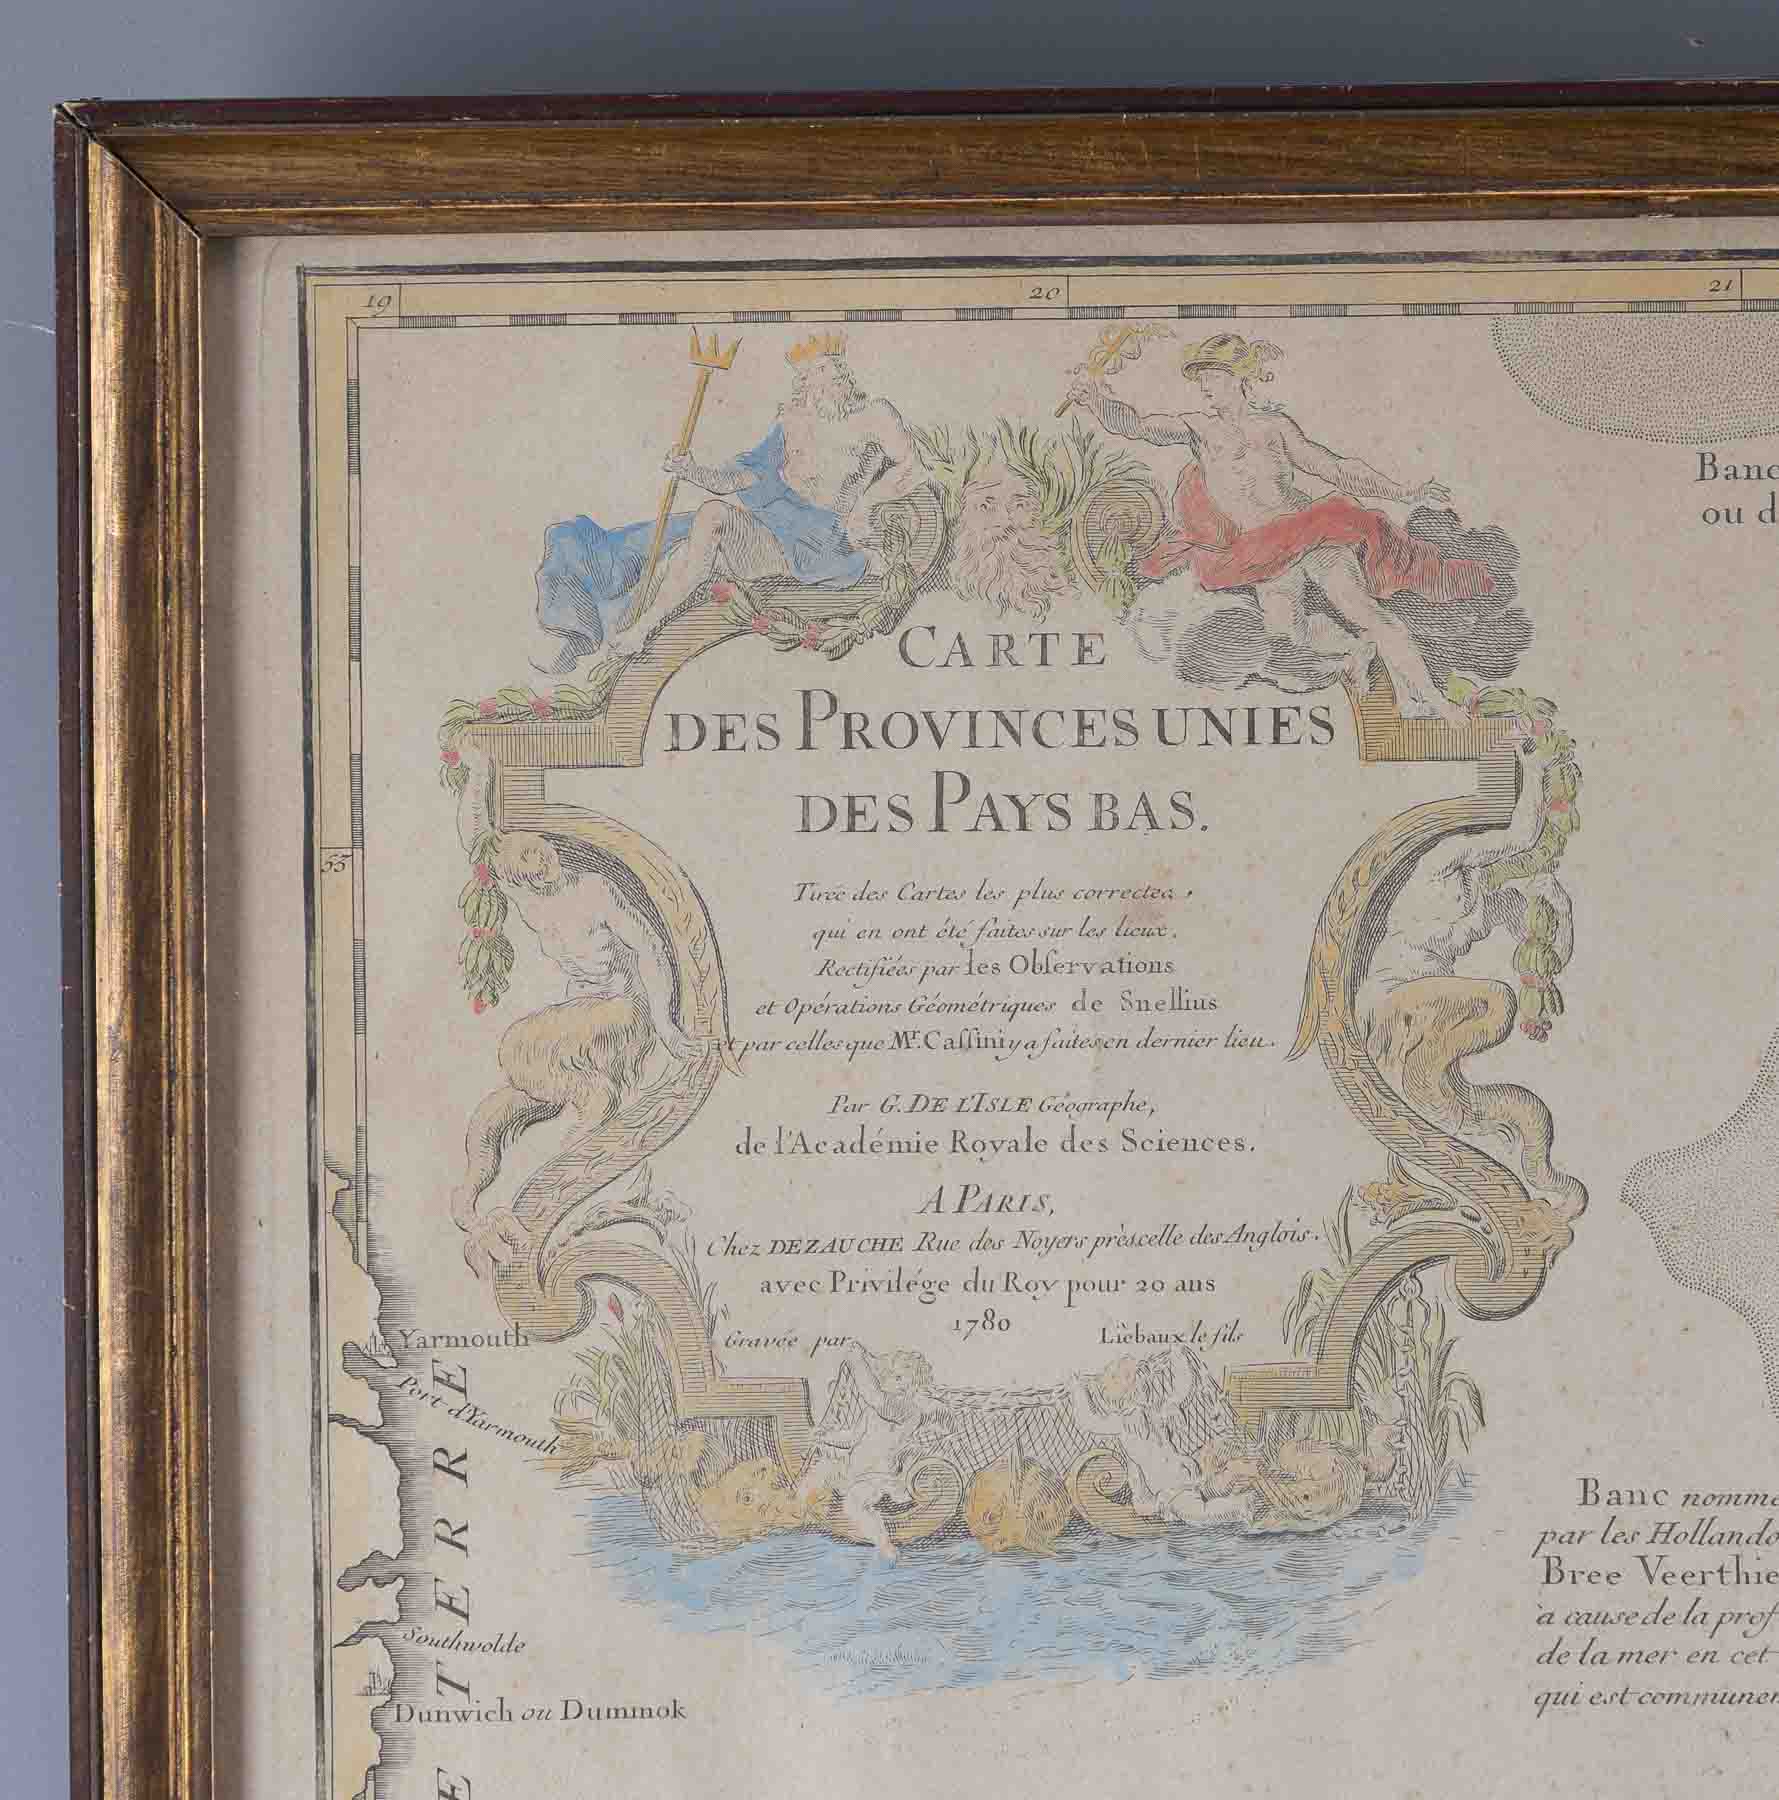 19
20
21
Banc
ou d
CARTE
DES PROVINCES UNIES
DES PAYS BAS.
53
Tirée des Cartes les plus correctes,
qui en ont été faites sur les lieux,
Rectifiées par les Obſervations
et Opérations Géométriques de Snellius
et par celles que Mr. Caſſini y a faites en dernier lieu.
Par G. DE L'ISLE Géographe,
de l'Académie Royale des Sciences.
A PARIS,
Chez DEZAUCHE Rue des Noyers près celle des Anglois.
avec Privilége du Roy pour 20 ans
1780
Gravée par Liébaux le fils
Yarmouth
Port d'Yarmouth
Southwolde
Dunwich ou Dummok
E T E R R E
Banc nomme
par les Hollando
Bree Veerthie
à cause de la prof
de la mer en cet
qui est communem